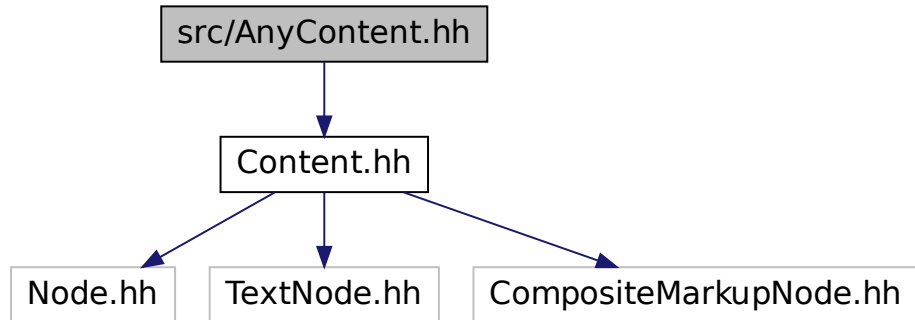 src/AnyContent.hh
Content.hh
Node.hh
TextNode.hh
CompositeMarkupNode.hh